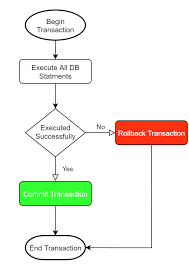 Begin
Transaction
Execute All DB
Statments
Executed
Successfully
No
Rollback Transaction
Yes
Commit Transaction
End Transaction